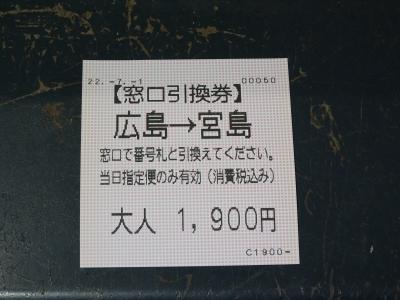 22.-7.-1 00060
【窓口引換券】
広島→宮島
窓口で番号札と引換えてください。
当日指定便のみ有効（消費税込み）
大人 1,900円
C1900-